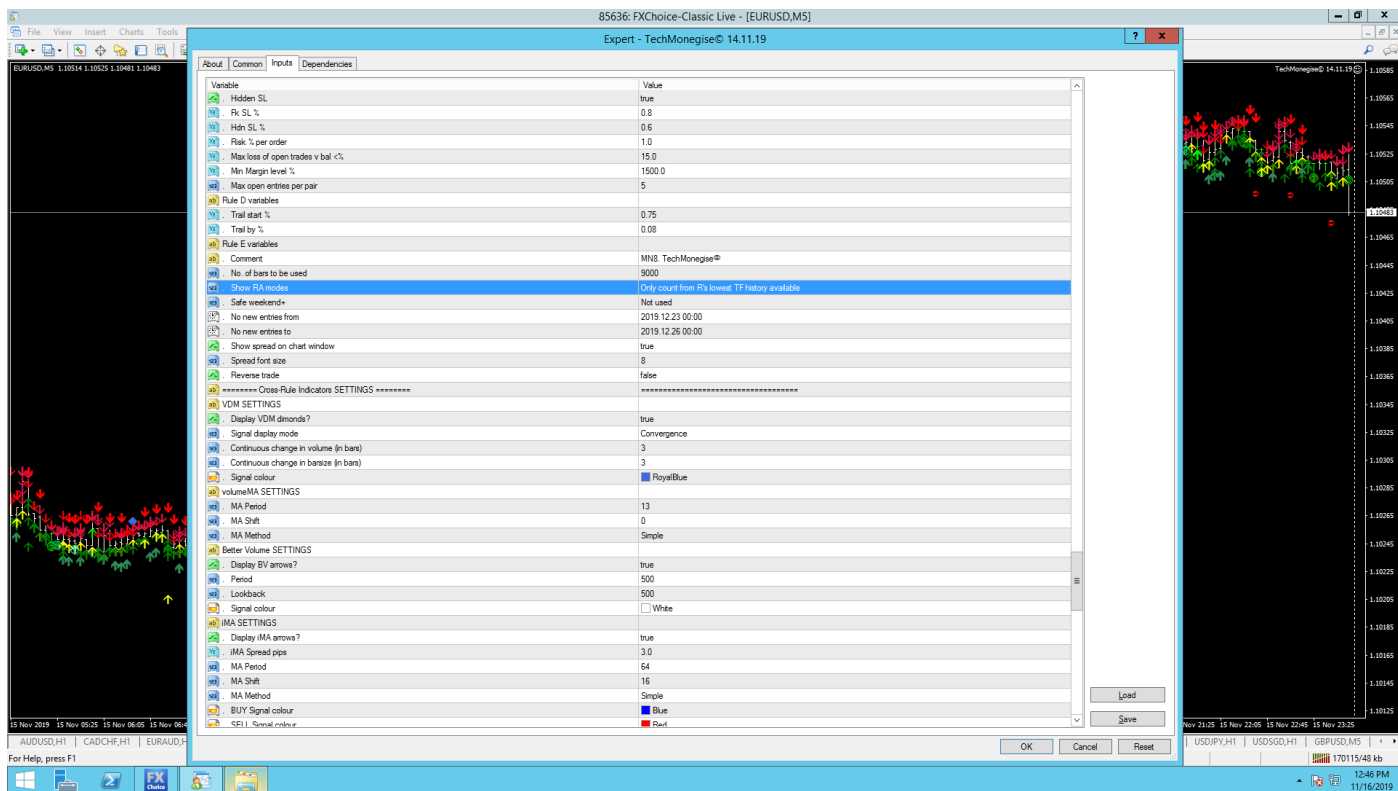 85636: FXChoice-Classic Live - [EURUSD,M5]
File View Insert Charts Tools
Expert - TechMonegise© 14.11.19
About Common Inputs Dependencies
EURUSD,M5 1.10514 1.10525 1.10481 1.10483
TechMonegise© 14.11.19
Variable Value
. Hidden SL true
. Fk SL % 0.8
. Hdn SL % 0.6
. Risk % per order 1.0
. Max loss of open trades v bal <% 15.0
. Min Margin level % 1500.0
. Max open entries per pair 5
Rule D variables
. Trail start % 0.75
. Trail by % 0.08
Rule E variables
. Comment MN8. TechMonegise©
. No. of bars to be used 9000
. Show RA modes Only count from R's lowest TF history available
. Safe weekend+ Not used
. No new entries from 2019.12.23 00:00
. No new entries to 2019.12.26 00:00
. Show spread on chart window true
. Spread font size 8
. Reverse trade false
======== Cross-Rule Indicators SETTINGS ======== ====================================
VDM SETTINGS
. Display VDM dimonds? true
. Signal display mode Convergence
. Continuous change in volume (in bars) 3
. Continuous change in barsize (in bars) 3
. Signal colour RoyalBlue
volumeMA SETTINGS
. MA Period 13
. MA Shift 0
. MA Method Simple
Better Volume SETTINGS
. Display BV arrows? true
. Period 500
. Lookback 500
. Signal colour White
iMA SETTINGS
. Display iMA arrows? true
. iMA Spread pips 3.0
. MA Period 64
. MA Shift 16
. MA Method Simple
. BUY Signal colour Blue
. SELL Signal colour Red
Load
Save
OK Cancel Reset
1.10585
1.10565
1.10545
1.10525
1.10505
1.10483
1.10465
1.10445
1.10425
1.10405
1.10385
1.10365
1.10345
1.10325
1.10305
1.10285
1.10265
1.10245
1.10225
1.10205
1.10185
1.10165
1.10145
1.10125
15 Nov 2019 15 Nov 05:25 15 Nov 06:05
Nov 21:25 15 Nov 22:05 15 Nov 22:45 15 Nov 23:25
AUDUSD,H1 CADCHF,H1 EURAUD,H
USDJPY,H1 USDSGD,H1 GBPUSD,M5
For Help, press F1
170115/48 kb
FX Choice
12:46 PM
11/16/2019